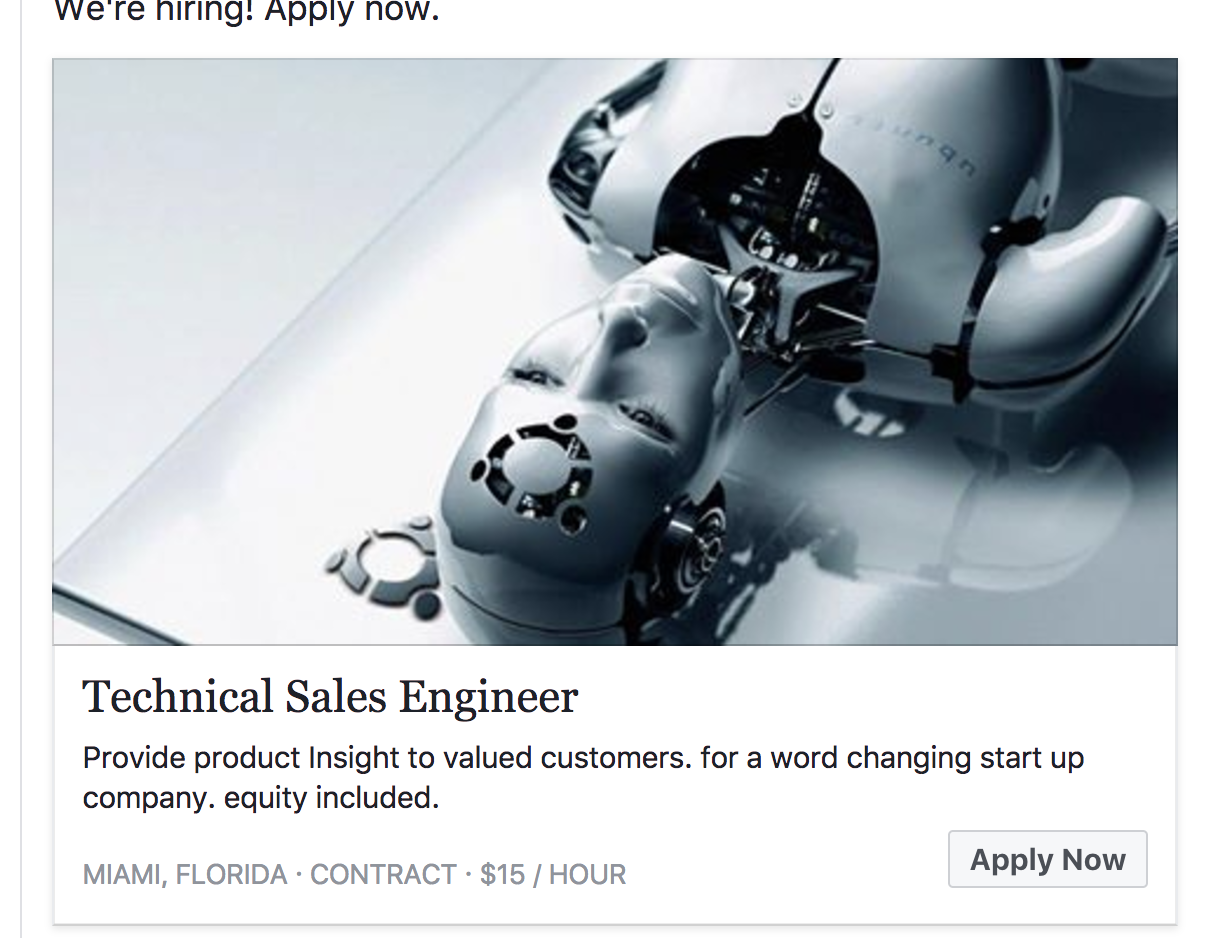 We're hiring! Apply now.
ubuntu
Technical Sales Engineer
Provide product Insight to valued customers. for a word changing start up
company. equity included.
MIAMI, FLORIDA · CONTRACT · $15 / HOUR
Apply Now